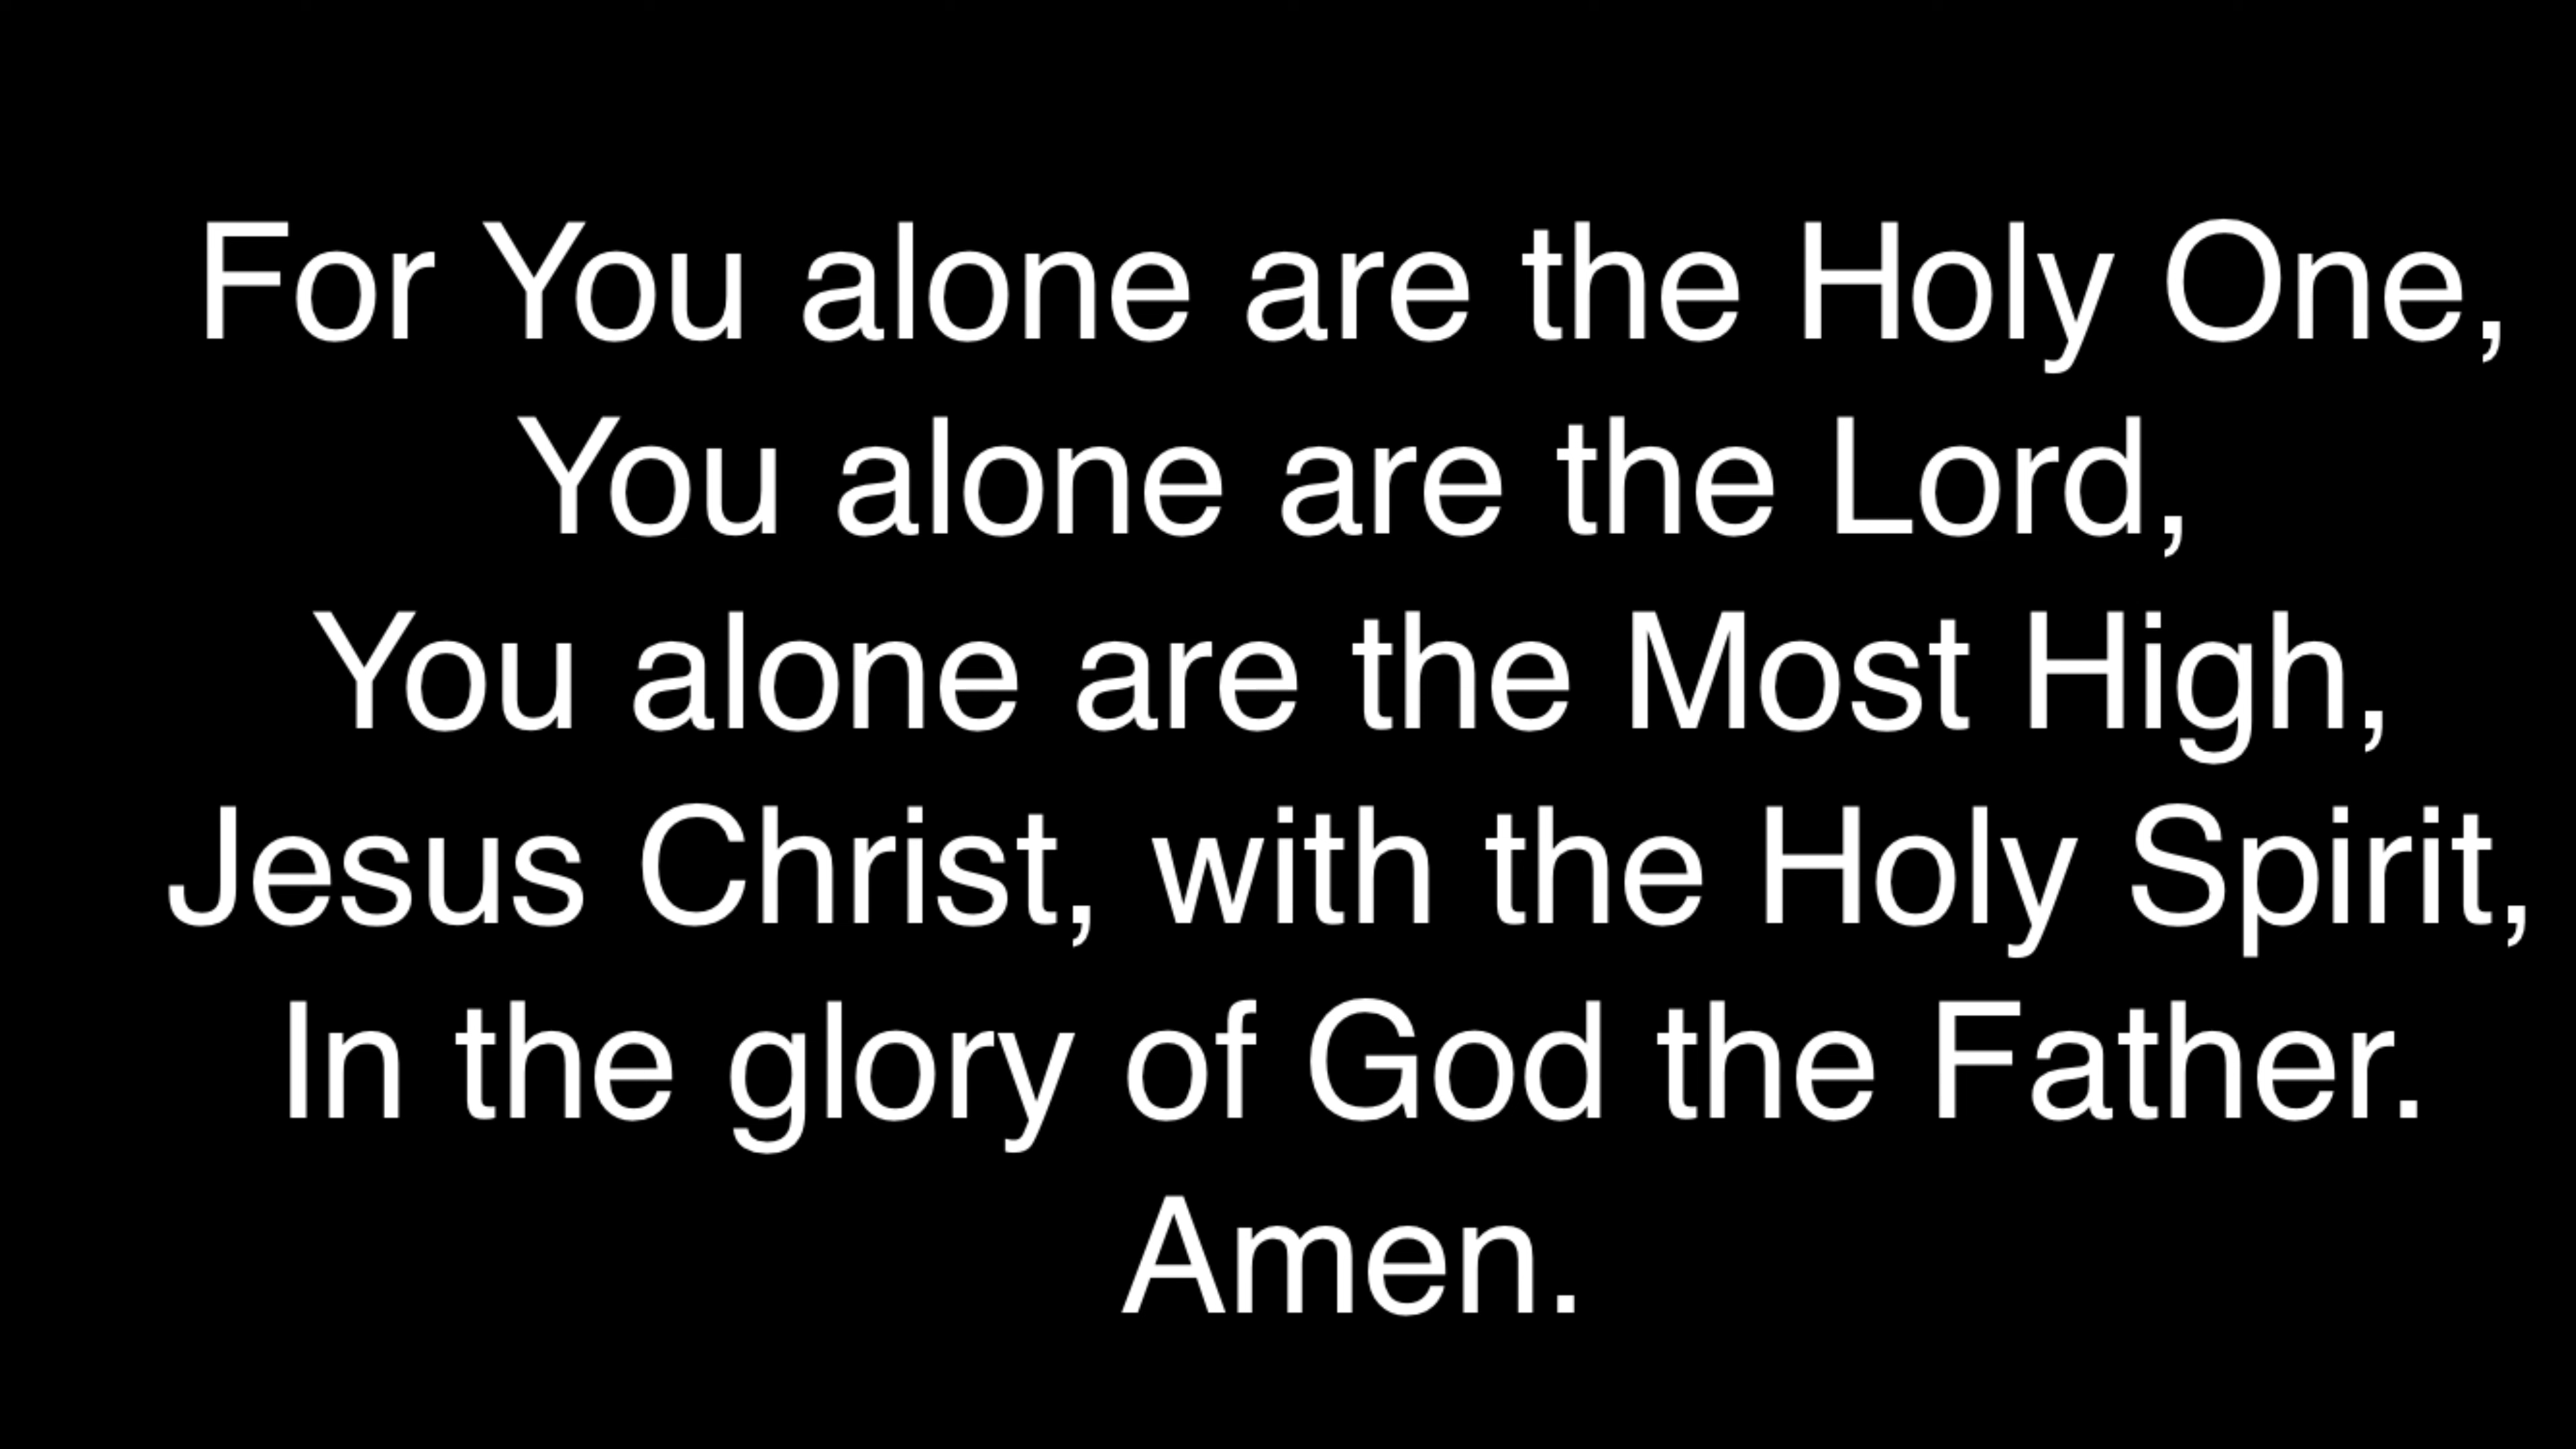 For You alone are the Holy One,
You alone are the Lord,
You alone are the Most High,
Jesus Christ, with the Holy Spirit,
In the glory of God the Father.
Amen.